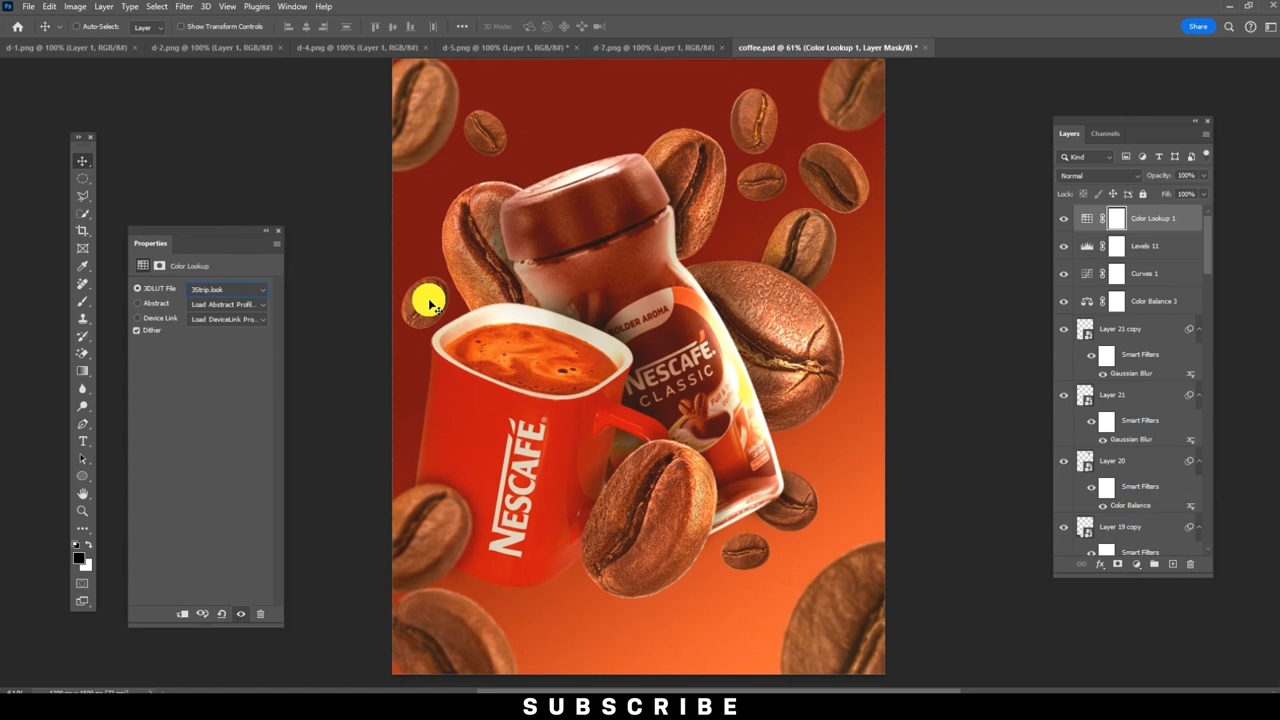 Ps File Edit Image Layer Type Select Filter 3D View Plugins Window Help
Auto-Select: Layer Show Transform Controls 3D Mode: Share
d-1.png @ 100% (Layer 1, RGB/8#) × d-2.png @ 100% (Layer 1, RGB/8#) × d-4.png @ 100% (Layer 1, RGB/8#) × d-5.png @ 100% (Layer 1, RGB/8#) * × d-7.png @ 100% (Layer 1, RGB/8#) × coffee.psd @ 61% (Color Lookup 1, Layer Mask/8) * ×
Properties
Color Lookup
3DLUT File 3Strip.look
Abstract Load Abstract Profil...
Device Link Load DeviceLink Pro...
Dither
BOLDER AROMA
NESCAFÉ.
CLASSIC
NESCAFÉ
Layers Channels
Kind
Normal Opacity: 100%
Lock: Fill: 100%
Color Lookup 1
Levels 11
Curves 1
Color Balance 3
Layer 21 copy
Smart Filters
Gaussian Blur
Layer 21
Smart Filters
Gaussian Blur
Layer 20
Smart Filters
Color Balance
Layer 19 copy
Smart Filters
SUBSCRIBE